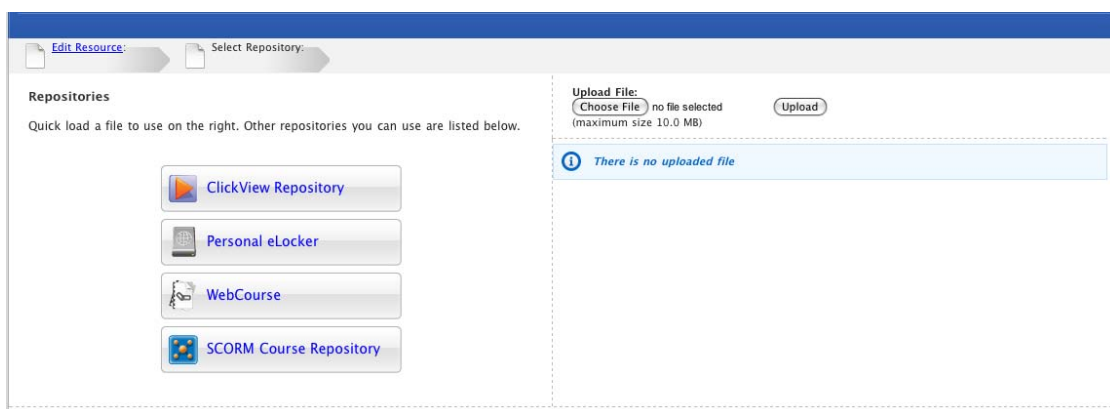 Edit Resource:
Select Repository:
Repositories
Quick load a file to use on the right. Other repositories you can use are listed below.
ClickView Repository
Personal eLocker
WebCourse
SCORM Course Repository
Upload File:
Choose File no file selected Upload
(maximum size 10.0 MB)
There is no uploaded file